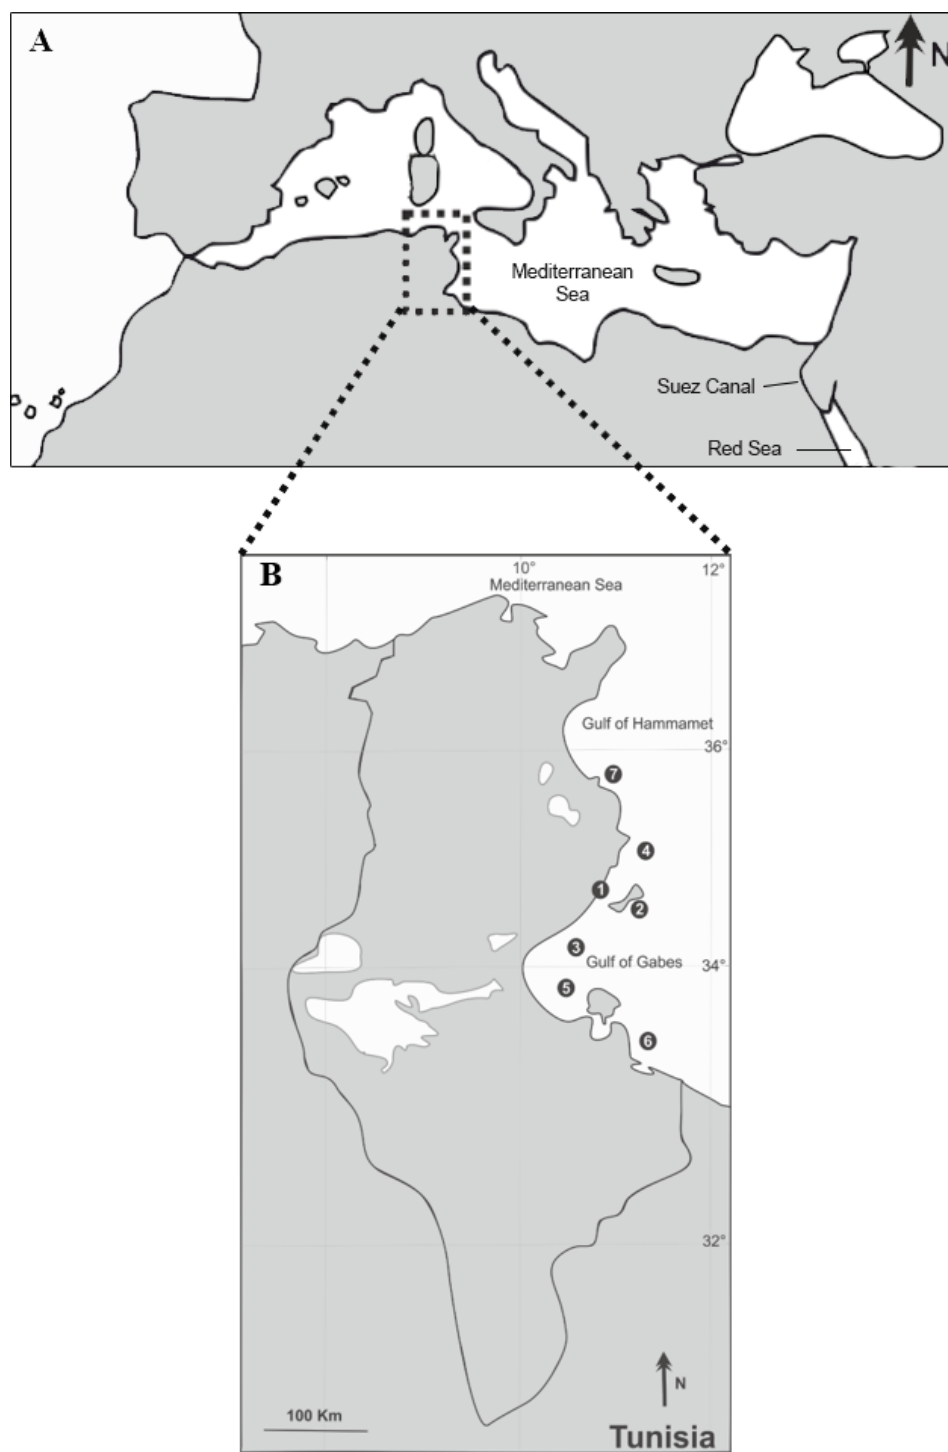 A
N
Mediterranean
Sea
Suez Canal
Red Sea
B
10°
12°
Mediterranean Sea
Gulf of Hammamet
36°
7
4
1
2
3
Gulf of Gabes
34°
5
6
32°
N
100 Km
Tunisia